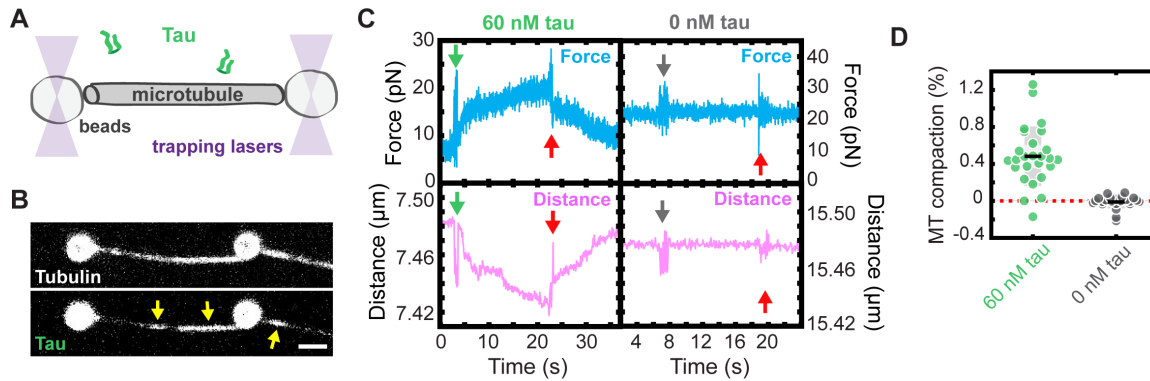 A
Tau
microtubule
beads
trapping lasers
B
Tubulin
Tau
C
60 nM tau
0 nM tau
Force (pN)
30
20
10
0
Force
Force
40
30
20
10
0
Force (pN)
Distance (µm)
7.50
7.46
7.42
Distance
Distance
15.50
15.46
15.42
Distance (µm)
0 10 20 30
4 8 12 16 20
Time (s)
Time (s)
D
MT compaction (%)
1.2
0.8
0.4
0
-0.4
60 nM tau
0 nM tau